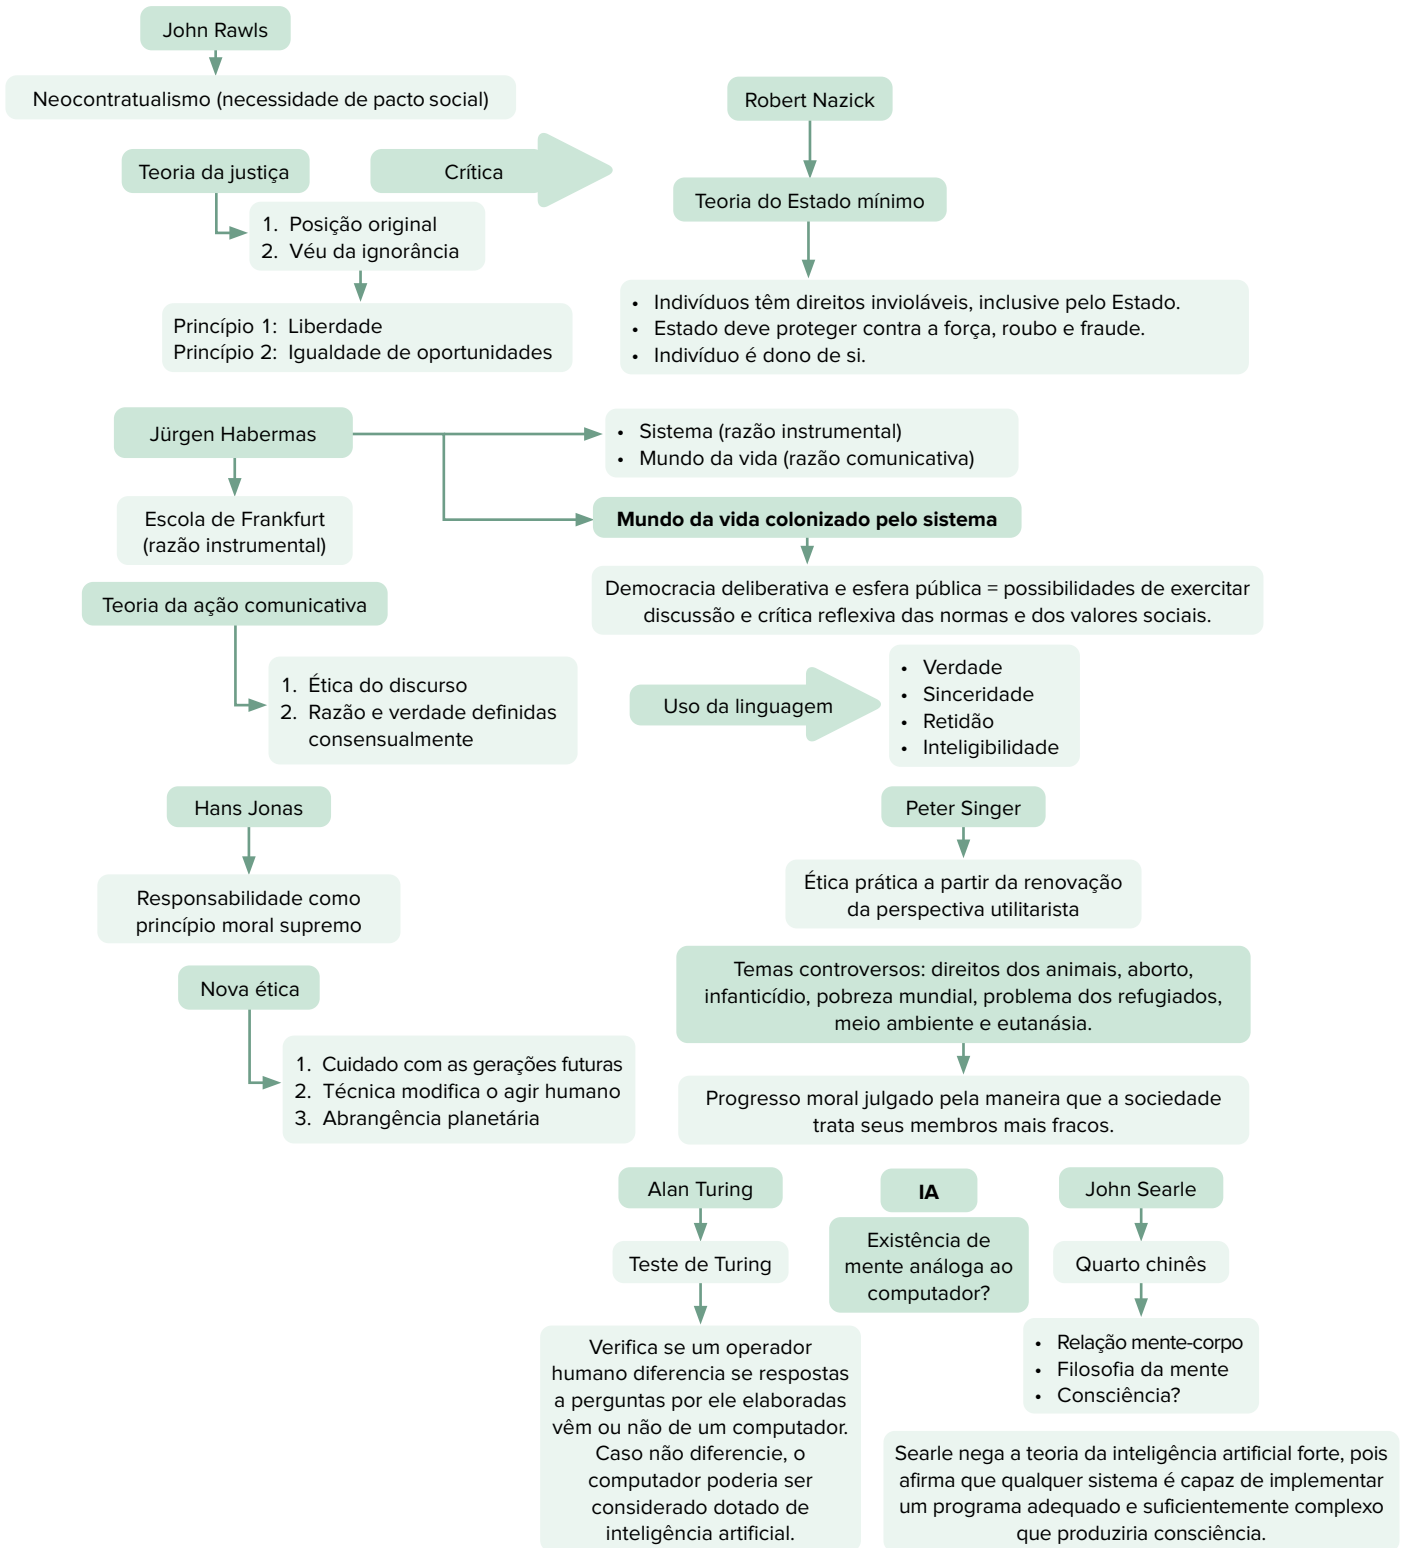 John Rawls
Neocontratualismo (necessidade de pacto social)
Teoria da justiça
1. Posição original
2. Véu da ignorância
Princípio 1: Liberdade
Princípio 2: Igualdade de oportunidades
Crítica
Robert Nazick
Teoria do Estado mínimo
• Indivíduos têm direitos invioláveis, inclusive pelo Estado.
• Estado deve proteger contra a força, roubo e fraude.
• Indivíduo é dono de si.
Jürgen Habermas
Escola de Frankfurt
(razão instrumental)
• Sistema (razão instrumental)
• Mundo da vida (razão comunicativa)
Mundo da vida colonizado pelo sistema
Democracia deliberativa e esfera pública = possibilidades de exercitar
discussão e crítica reflexiva das normas e dos valores sociais.
Teoria da ação comunicativa
1. Ética do discurso
2. Razão e verdade definidas
consensualmente
Uso da linguagem
• Verdade
• Sinceridade
• Retidão
• Inteligibilidade
Hans Jonas
Responsabilidade como
princípio moral supremo
Nova ética
1. Cuidado com as gerações futuras
2. Técnica modifica o agir humano
3. Abrangência planetária
Peter Singer
Ética prática a partir da renovação
da perspectiva utilitarista
Temas controversos: direitos dos animais, aborto,
infanticídio, pobreza mundial, problema dos refugiados,
meio ambiente e eutanásia.
Progresso moral julgado pela maneira que a sociedade
trata seus membros mais fracos.
Alan Turing
Teste de Turing
Verifica se um operador
humano diferencia se respostas
a perguntas por ele elaboradas
vêm ou não de um computador.
Caso não diferencie, o
computador poderia ser
considerado dotado de
inteligência artificial.
IA
Existência de
mente análoga ao
computador?
John Searle
Quarto chinês
• Relação mente-corpo
• Filosofia da mente
• Consciência?
Searle nega a teoria da inteligência artificial forte, pois
afirma que qualquer sistema é capaz de implementar
um programa adequado e suficientemente complexo
que produziria consciência.